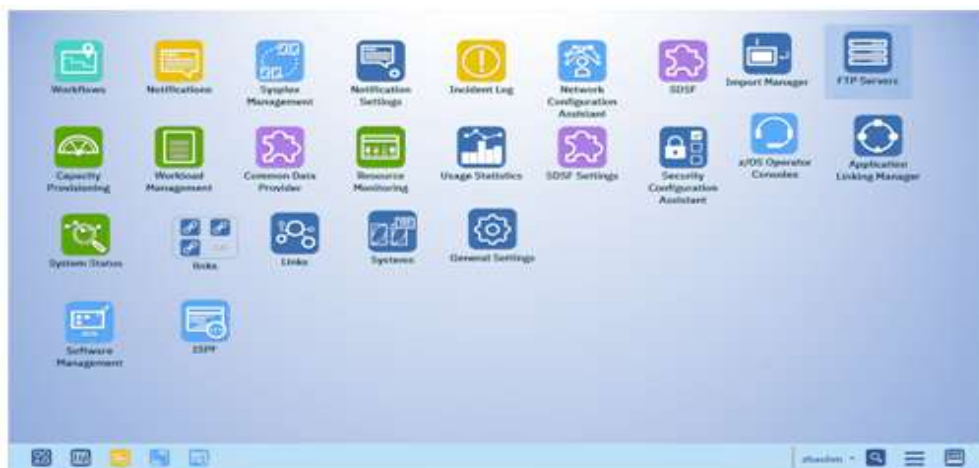 Workflows
Notifications
Sysplex
Management
Notification
Settings
Incident Log
Network
Configuration
Assistant
SDSF
Import Manager
FTP Servers
Capacity
Provisioning
Workload
Management
Common Data
Provider
Resource
Monitoring
Usage Statistics
SDSF Settings
Security
Configuration
Assistant
z/OS Operator
Consoles
Application
Linking Manager
System Status
links
Links
Systems
General Settings
Software
Management
ISPF